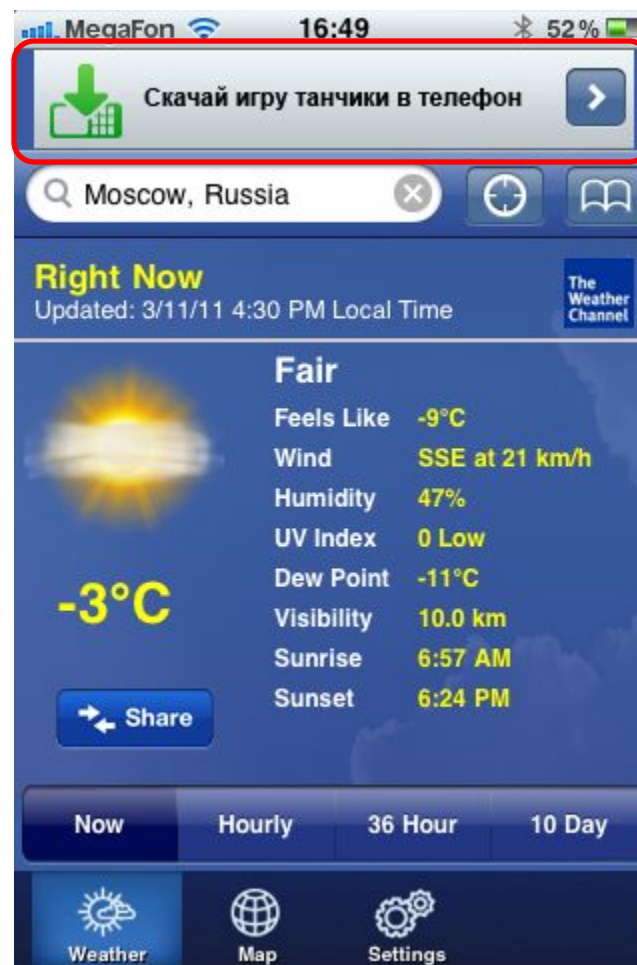 MegaFon 16:49 52%
Скачай игру танчики в телефон
Moscow, Russia
Right Now
Updated: 3/11/11 4:30 PM Local Time
The
Weather
Channel
Fair
Feels Like -9°C
Wind SSE at 21 km/h
Humidity 47%
UV Index 0 Low
Dew Point -11°C
-3°C
Visibility 10.0 km
Sunrise 6:57 AM
Sunset 6:24 PM
Share
Now Hourly 36 Hour 10 Day
Weather Map Settings